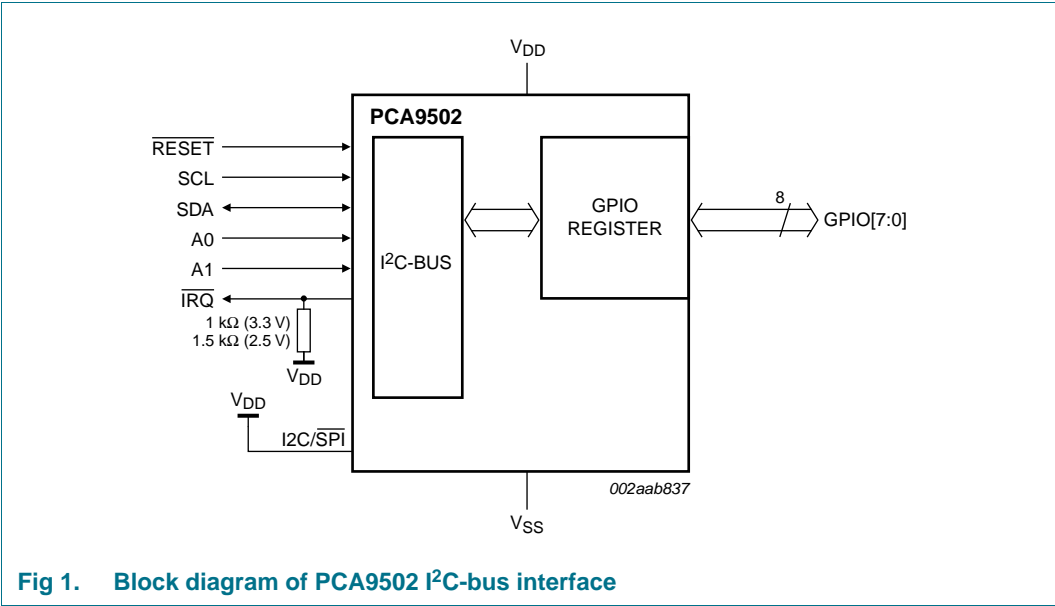 VDD
PCA9502
RESET
SCL
SDA
A0
A1
IRQ
1 kΩ (3.3 V)
1.5 kΩ (2.5 V)
VDD
VDD
I2C/SPI
I2C-BUS
GPIO
REGISTER
8
GPIO[7:0]
002aab837
VSS
Fig 1. Block diagram of PCA9502 I2C-bus interface